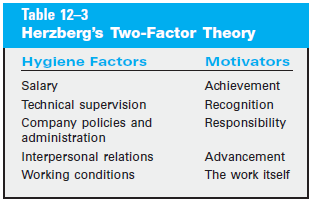 Table 12–3
Herzberg's Two-Factor Theory
Hygiene Factors Motivators
Salary Achievement
Technical supervision Recognition
Company policies and Responsibility
administration
Interpersonal relations Advancement
Working conditions The work itself